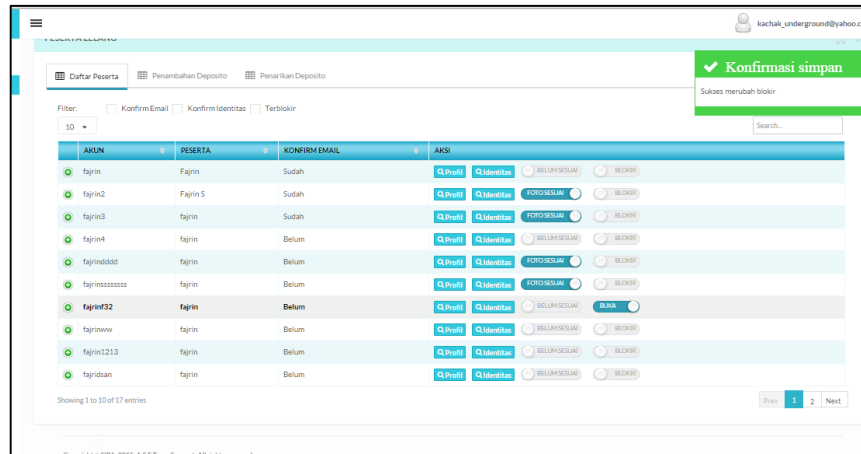 kachak_underground@yahoo.c
PESERTA LELANG
Konfirmasi simpan
Sukses merubah blokir
Daftar Peserta Penambahan Deposito Penarikan Deposito
Filter: Konfirm Email Konfirm Identitas Terblokir
10 Search...
AKUN PESERTA KONFIRM EMAIL AKSI
fajrin Fajrin Sudah Profil Identitas BELUM SESUAI BLOKIR
fajrin2 Fajrin S Sudah Profil Identitas FOTO SESUAI BLOKIR
fajrin3 fajrin Sudah Profil Identitas FOTO SESUAI BLOKIR
fajrin4 fajrin Belum Profil Identitas BELUM SESUAI BLOKIR
fajrindddd fajrin Belum Profil Identitas FOTO SESUAI BLOKIR
fajrinssssssss fajrin Belum Profil Identitas FOTO SESUAI BLOKIR
fajrinf32 fajrin Belum Profil Identitas BELUM SESUAI BUKA
fajrinww fajrin Belum Profil Identitas BELUM SESUAI BLOKIR
fajrin1213 fajrin Belum Profil Identitas BELUM SESUAI BLOKIR
fajridsan fajrin Belum Profil Identitas BELUM SESUAI BLOKIR
Showing 1 to 10 of 17 entries Prev 1 2 Next